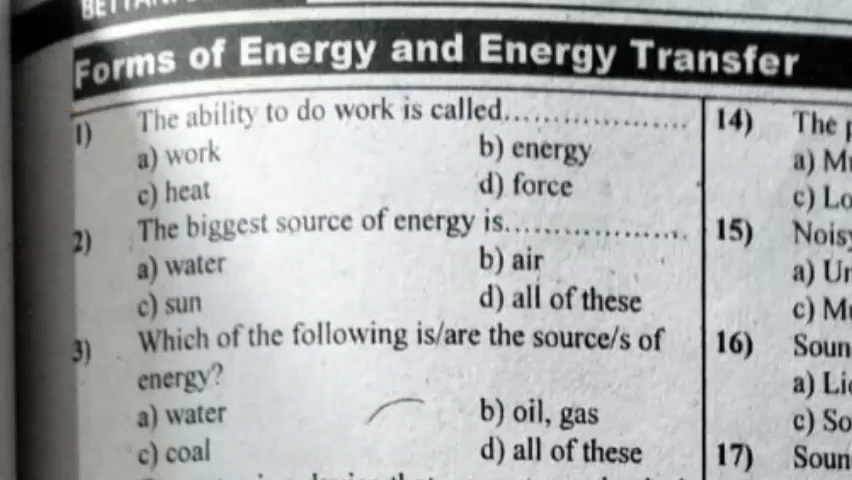 Forms of Energy and Energy Transfer
1) The ability to do work is called...................
a) work b) energy
c) heat d) force
2) The biggest source of energy is...................
a) water b) air
c) sun d) all of these
3) Which of the following is/are the source/s of
energy?
a) water b) oil, gas
c) coal d) all of these
14) The
a)
c)
15)
a)
c)
16)
a)
c)
17)